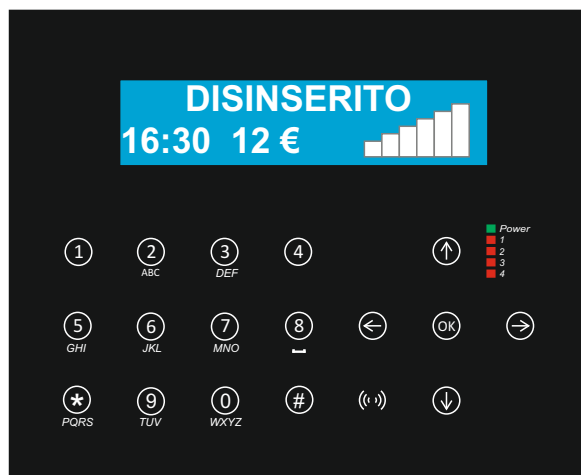 DISINSERITO
16:30 12 €
Power
1
2
3
4
1 2 3 4
ABC DEF
5 6 7 8 OK
GHI JKL MNO
* 9 0 #
PQRS TUV WXYZ